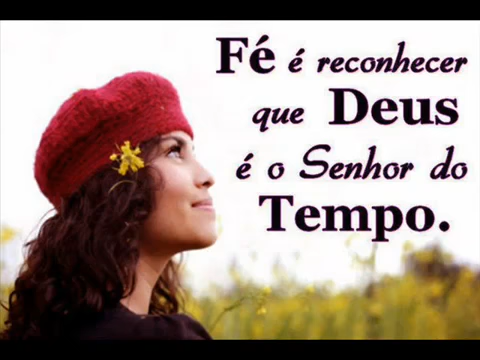 Fé é reconhecer
que Deus
é o Senhor do
Tempo.